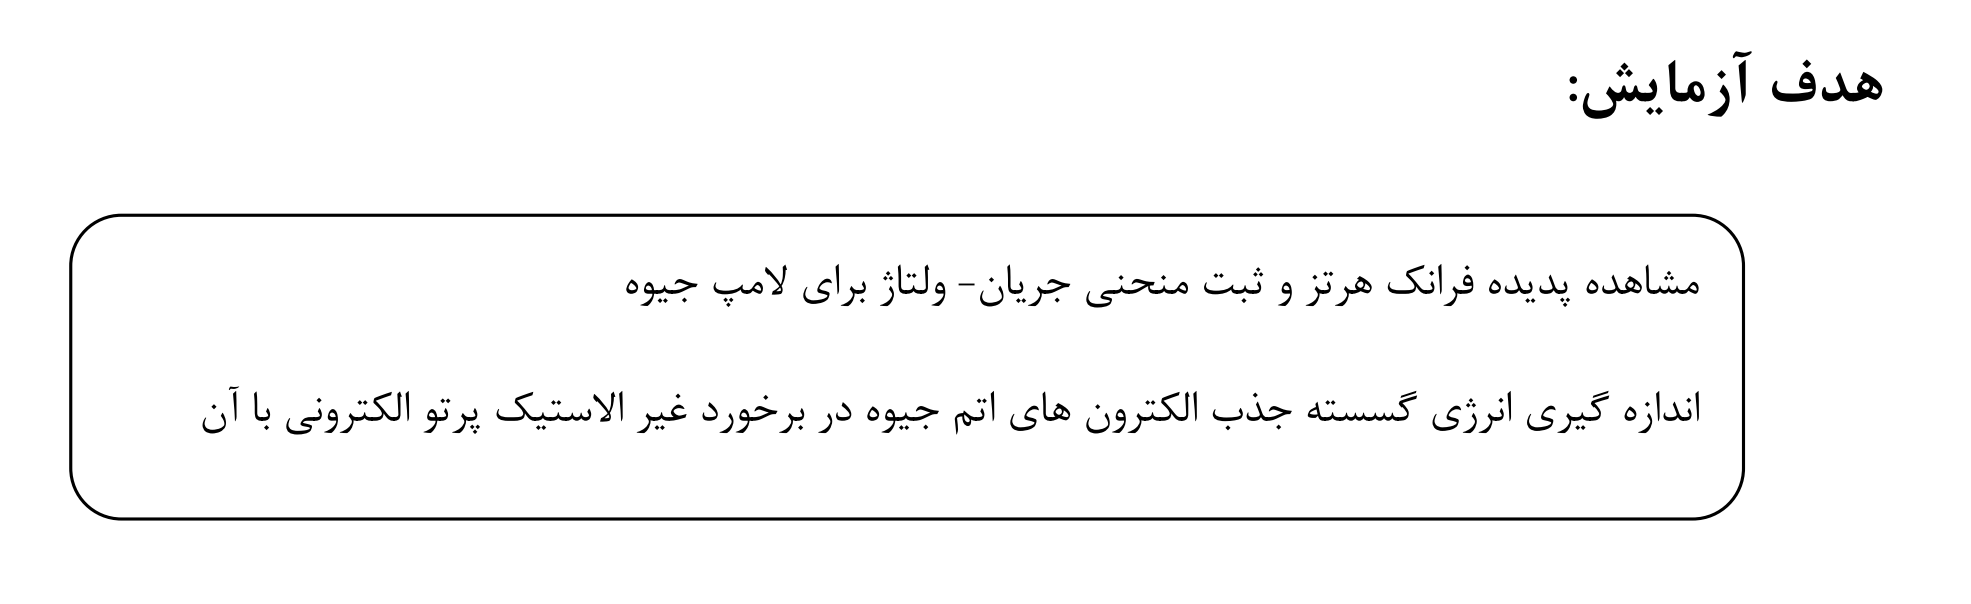 هدف آزمایش:
مشاهده پدیده فرانک هرتز و ثبت منحنی جریان- ولتاژ برای لامپ جیوه
اندازه گیری انرژی گسسته جذب الکترون های اتم جیوه در برخورد غیر الاستیک پرتو الکترونی با آن